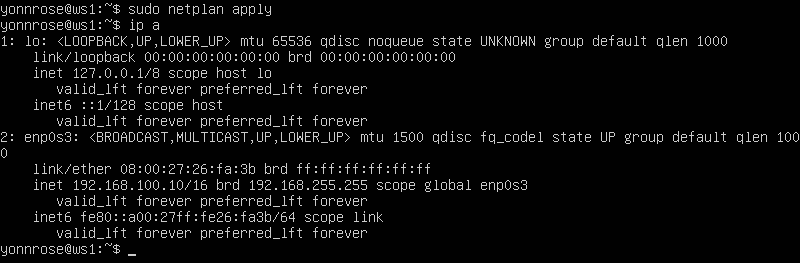 yonnrose@ws1:~$ sudo netplan apply
yonnrose@ws1:~$ ip a
1: lo: <LOOPBACK,UP,LOWER_UP> mtu 65536 qdisc noqueue state UNKNOWN group default qlen 1000
    link/loopback 00:00:00:00:00:00 brd 00:00:00:00:00:00
    inet 127.0.0.1/8 scope host lo
       valid_lft forever preferred_lft forever
    inet6 ::1/128 scope host
       valid_lft forever preferred_lft forever
2: enp0s3: <BROADCAST,MULTICAST,UP,LOWER_UP> mtu 1500 qdisc fq_codel state UP group default qlen 100
0
    link/ether 08:00:27:26:fa:3b brd ff:ff:ff:ff:ff:ff
    inet 192.168.100.10/16 brd 192.168.255.255 scope global enp0s3
       valid_lft forever preferred_lft forever
    inet6 fe80::a00:27ff:fe26:fa3b/64 scope link
       valid_lft forever preferred_lft forever
yonnrose@ws1:~$ _